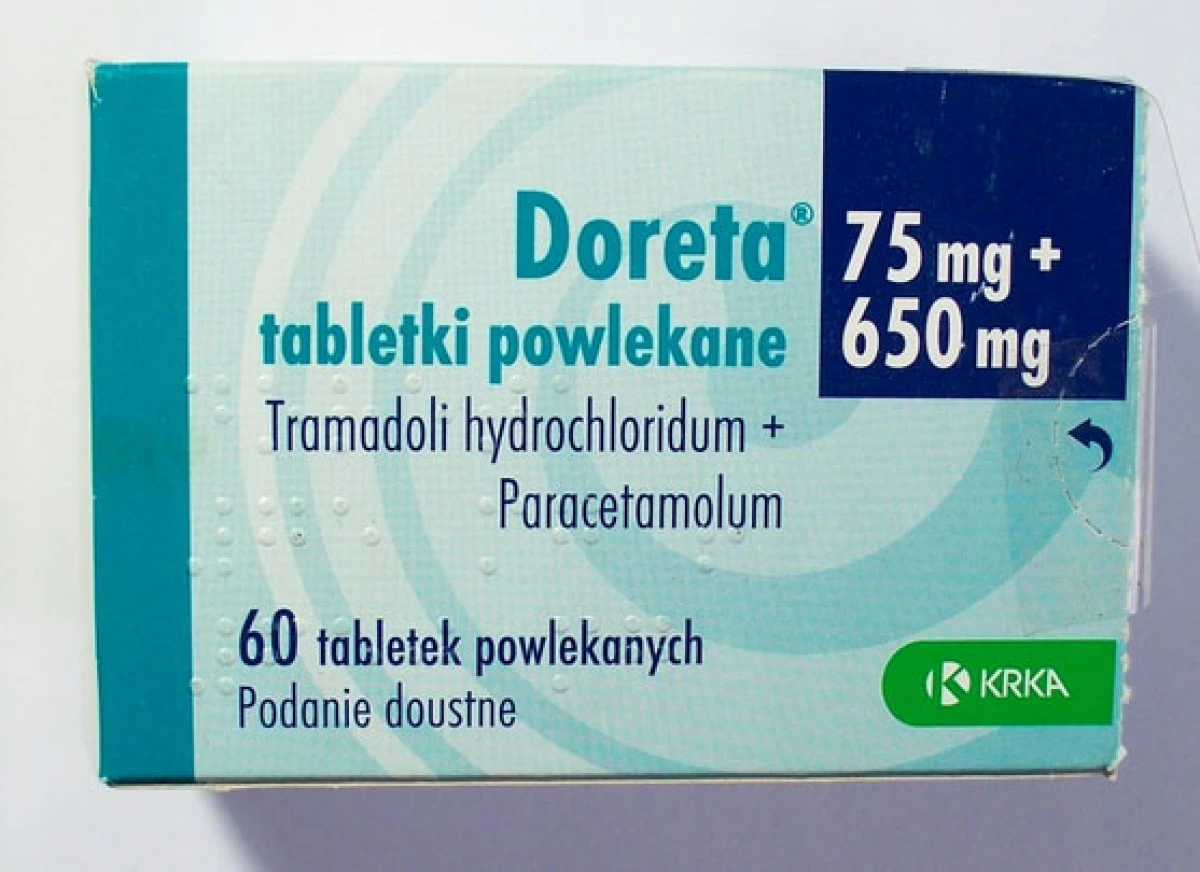 Doreta®
tabletki powlekane
75 mg +
650 mg
Tramadoli hydrochloridum +
Paracetamolum
60 tabletek powlekanych
Podanie doustne
KRKA